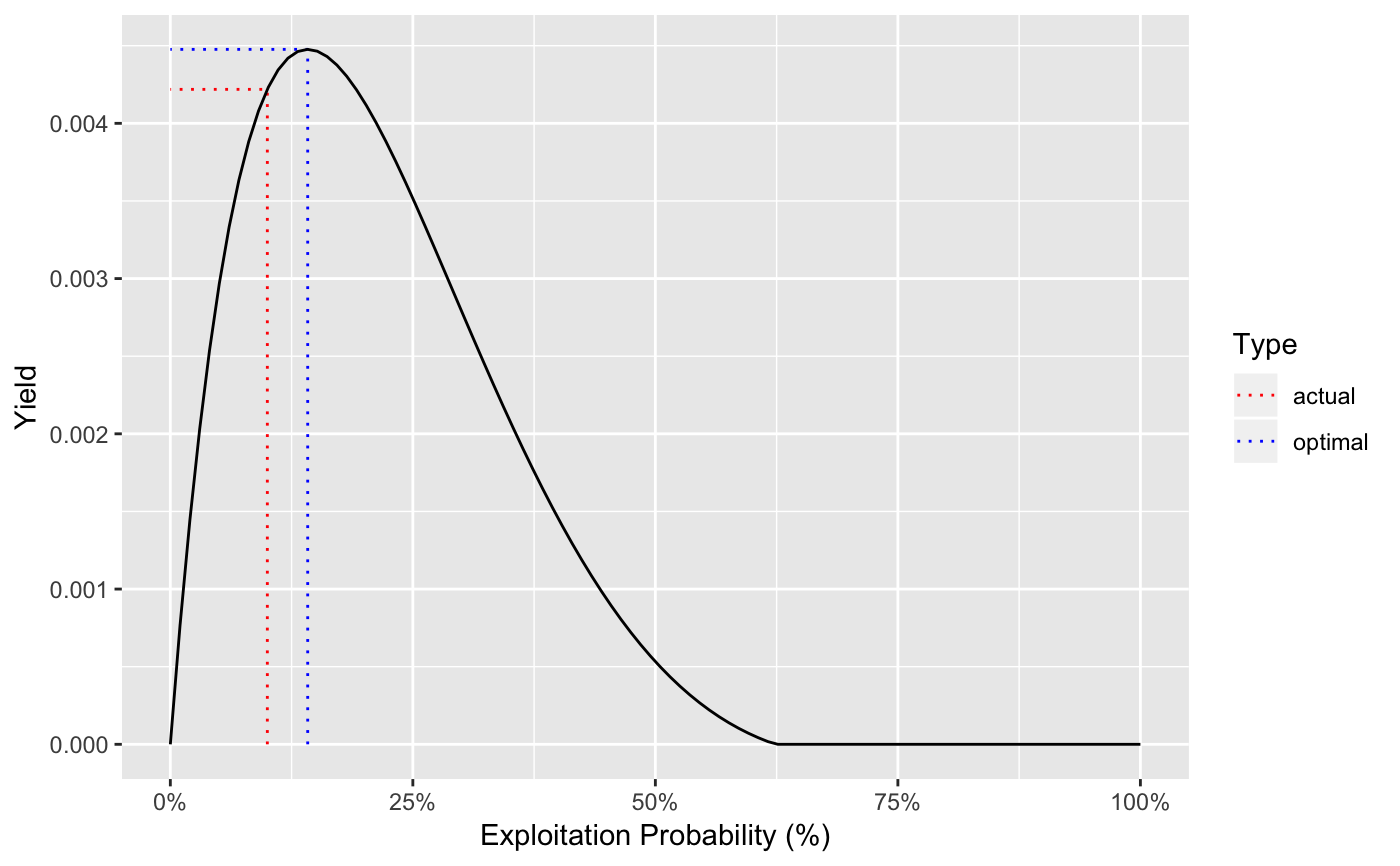 Yield
0.004
0.003
0.002
0.001
0.000
0%
25%
50%
75%
100%
Exploitation Probability (%)
Type
actual
optimal